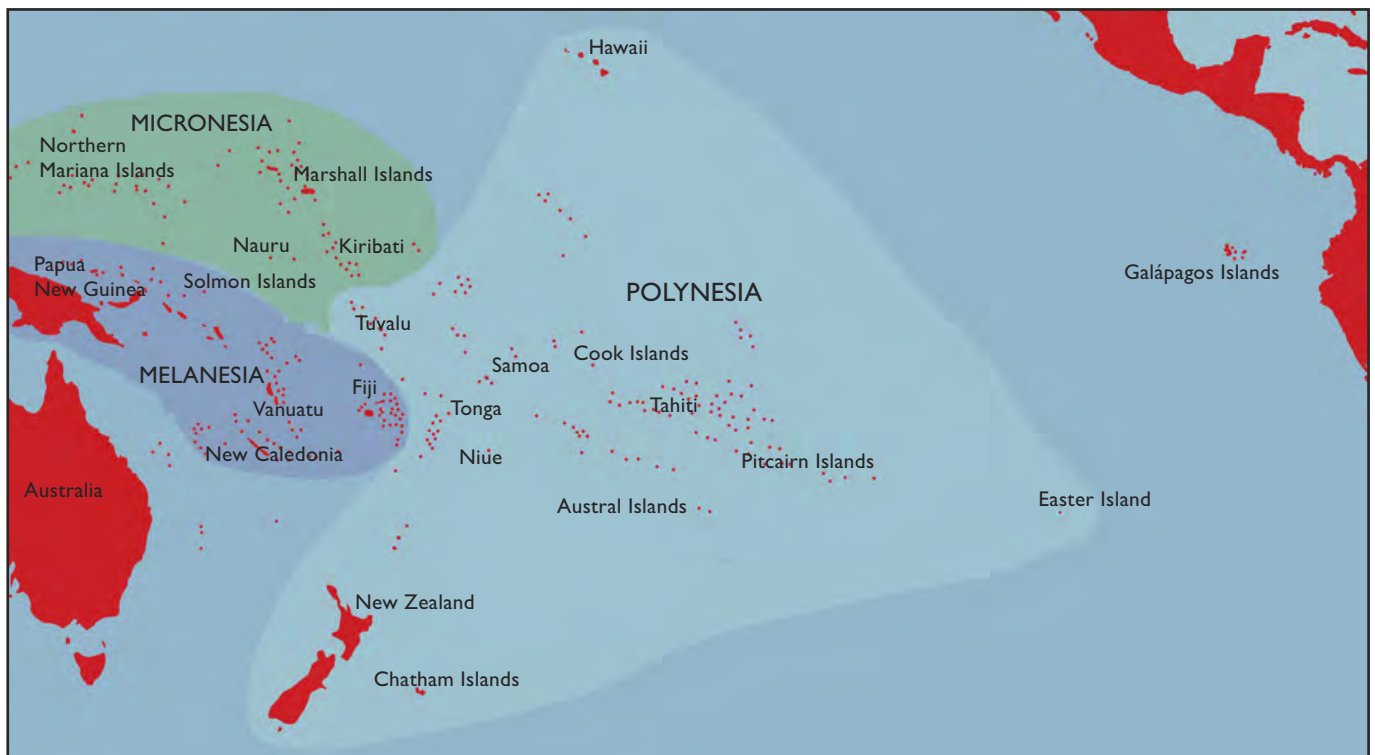 Hawaii
MICRONESIA
Northern
Mariana Islands
Marshall Islands
Nauru
Kiribati
Papua
New Guinea
Solmon Islands
Galápagos Islands
POLYNESIA
Tuvalu
Cook Islands
Samoa
MELANESIA
Fiji
Vanuatu
Tonga
Tahiti
New Caledonia
Niue
Pitcairn Islands
Australia
Austral Islands
Easter Island
New Zealand
Chatham Islands